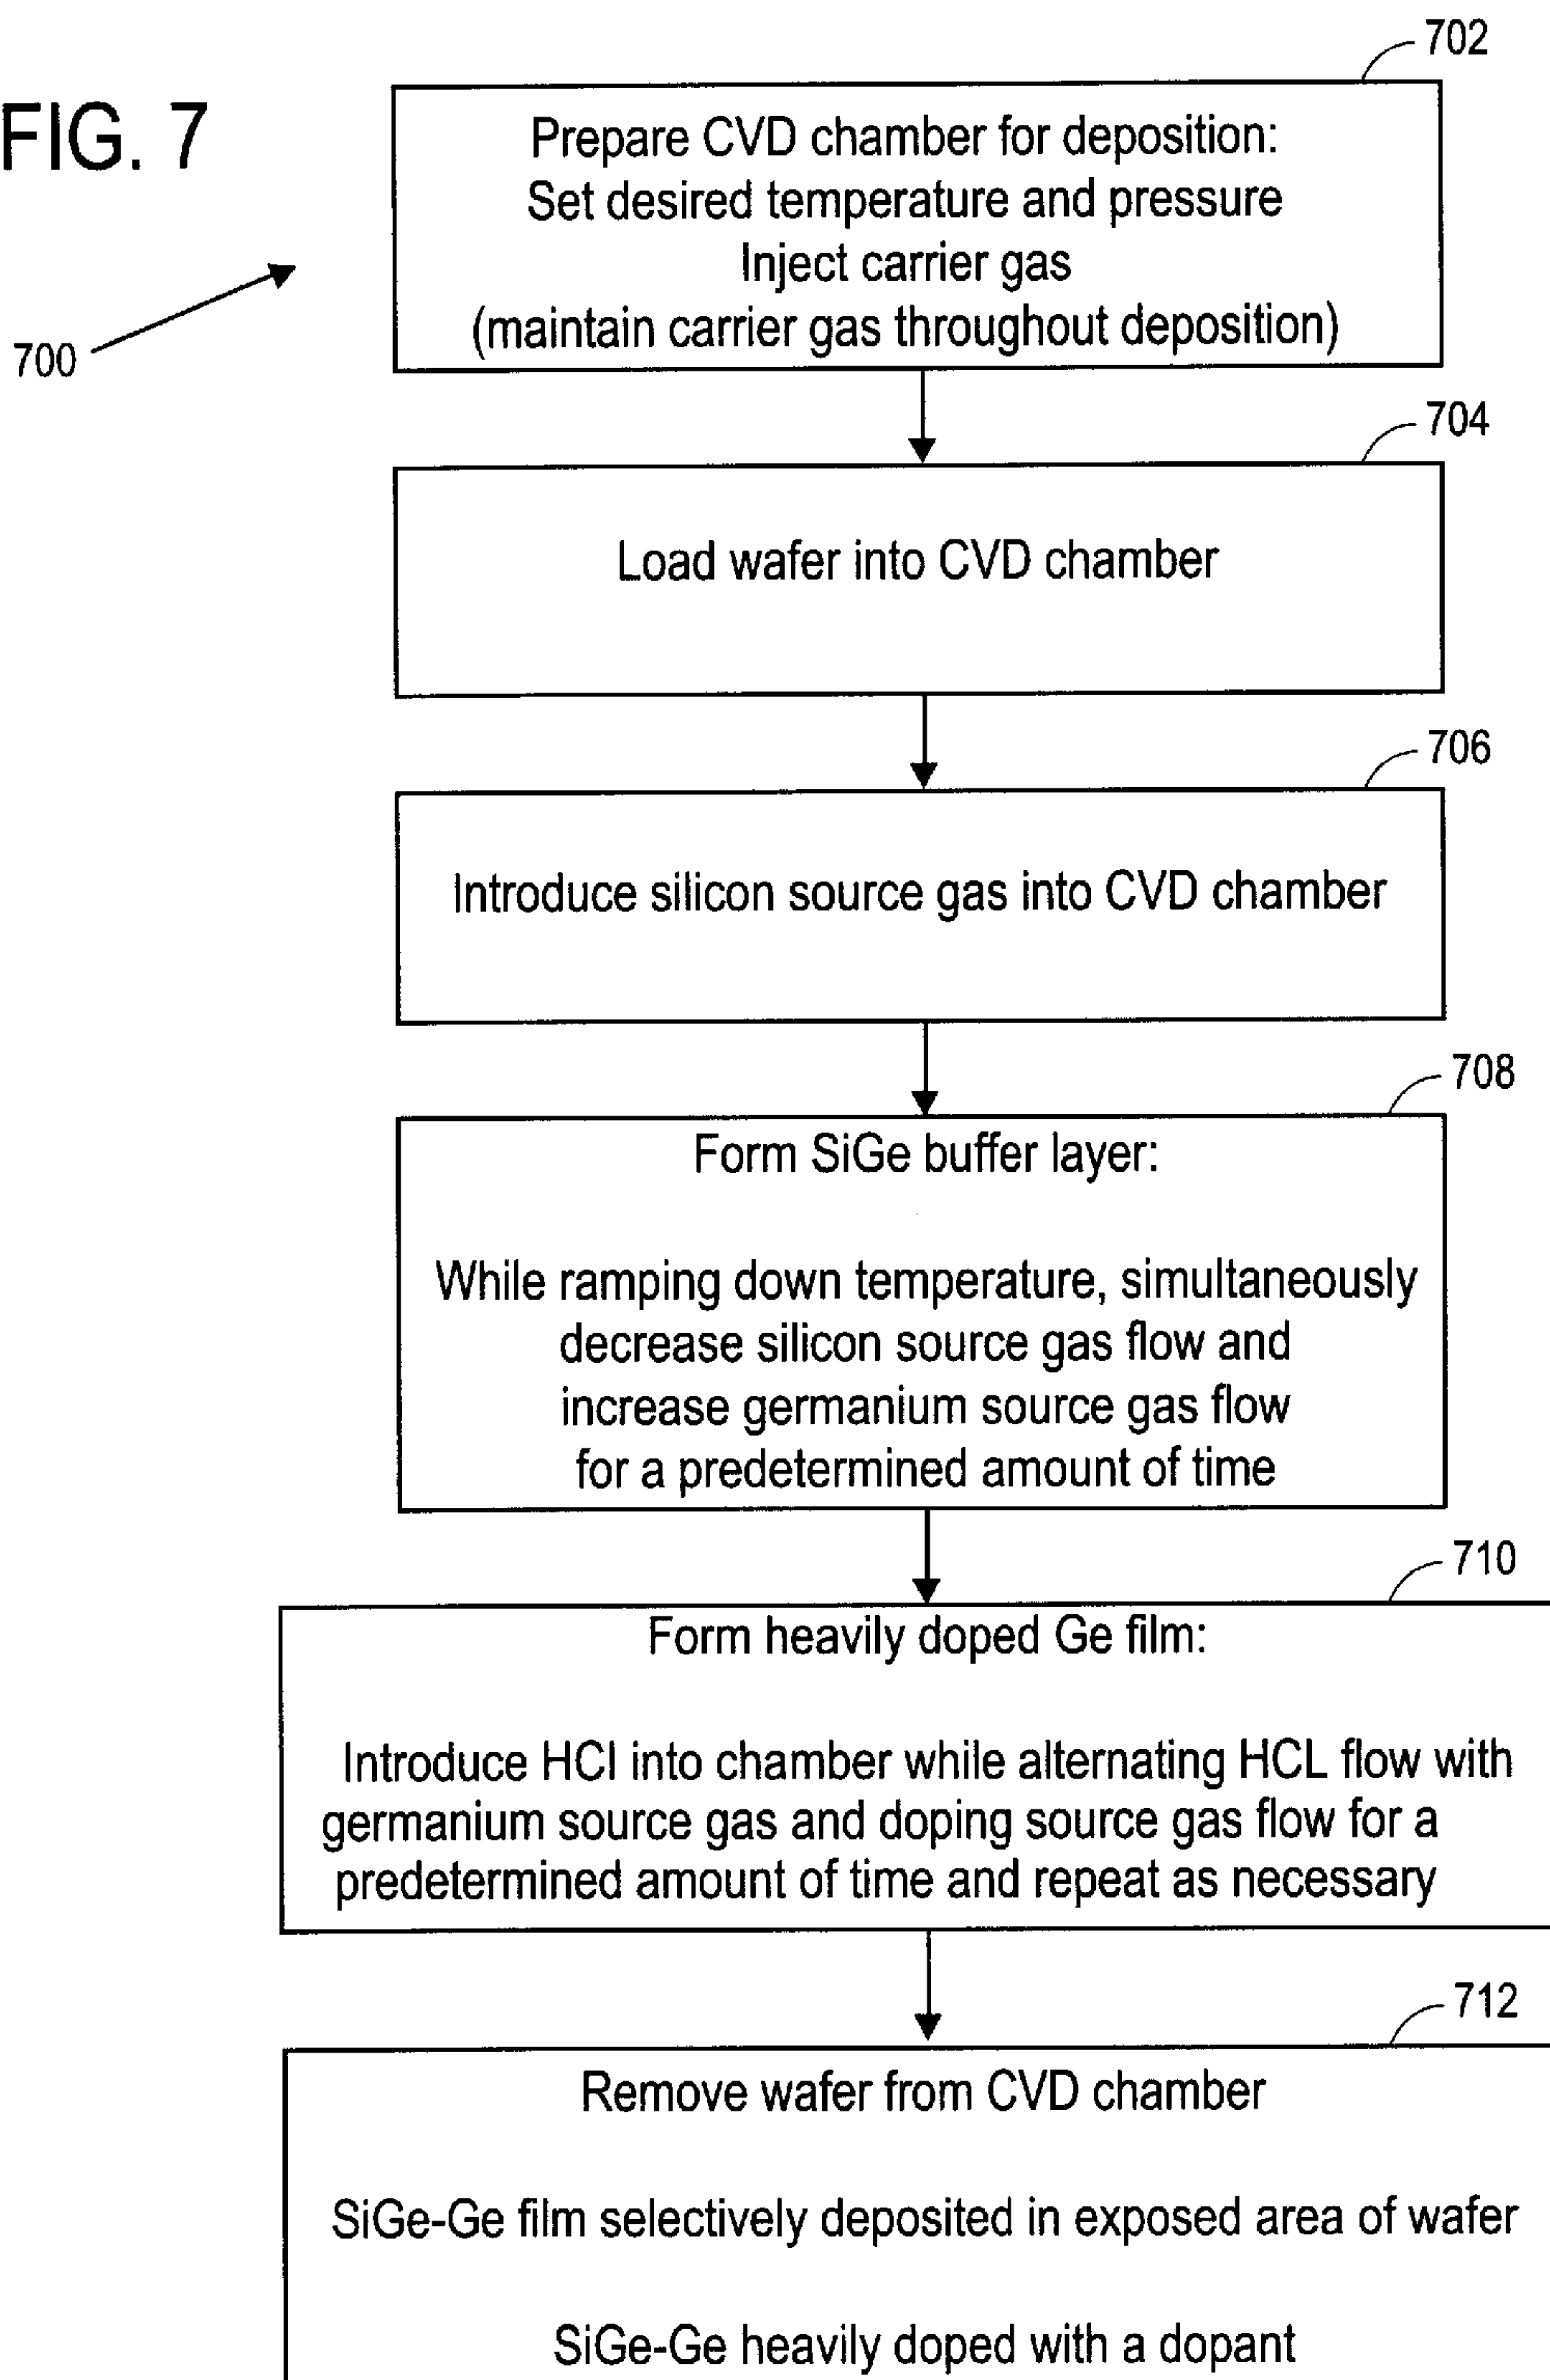 FIG. 7
700
702
Prepare CVD chamber for deposition:
Set desired temperature and pressure
Inject carrier gas
(maintain carrier gas throughout deposition)
704
Load wafer into CVD chamber
706
Introduce silicon source gas into CVD chamber
708
Form SiGe buffer layer:
While ramping down temperature, simultaneously
decrease silicon source gas flow and
increase germanium source gas flow
for a predetermined amount of time
710
Form heavily doped Ge film:
Introduce HCl into chamber while alternating HCL flow with
germanium source gas and doping source gas flow for a
predetermined amount of time and repeat as necessary
712
Remove wafer from CVD chamber
SiGe-Ge film selectively deposited in exposed area of wafer
SiGe-Ge heavily doped with a dopant